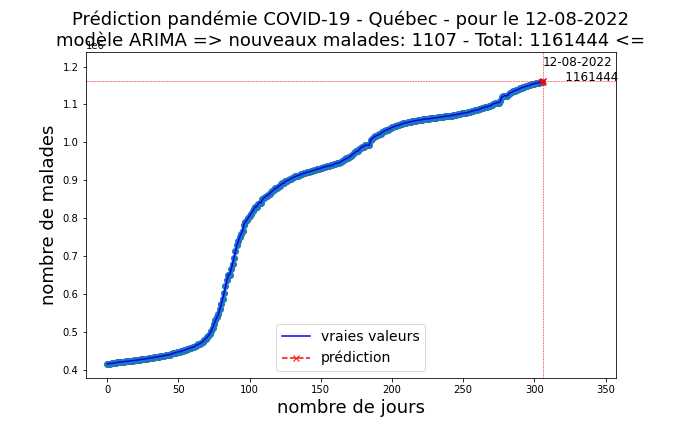 Prédiction pandémie COVID-19 - Québec - pour le 12-08-2022
modèle ARIMA => nouveaux malades: 1107 - Total: 1161444 <=
1e6
12-08-2022
1161444
1.2
1.1
1.0
0.9
0.8
0.7
0.6
0.5
0.4
nombre de malades
vraies valeurs
prédiction
0 50 100 150 200 250 300 350
nombre de jours